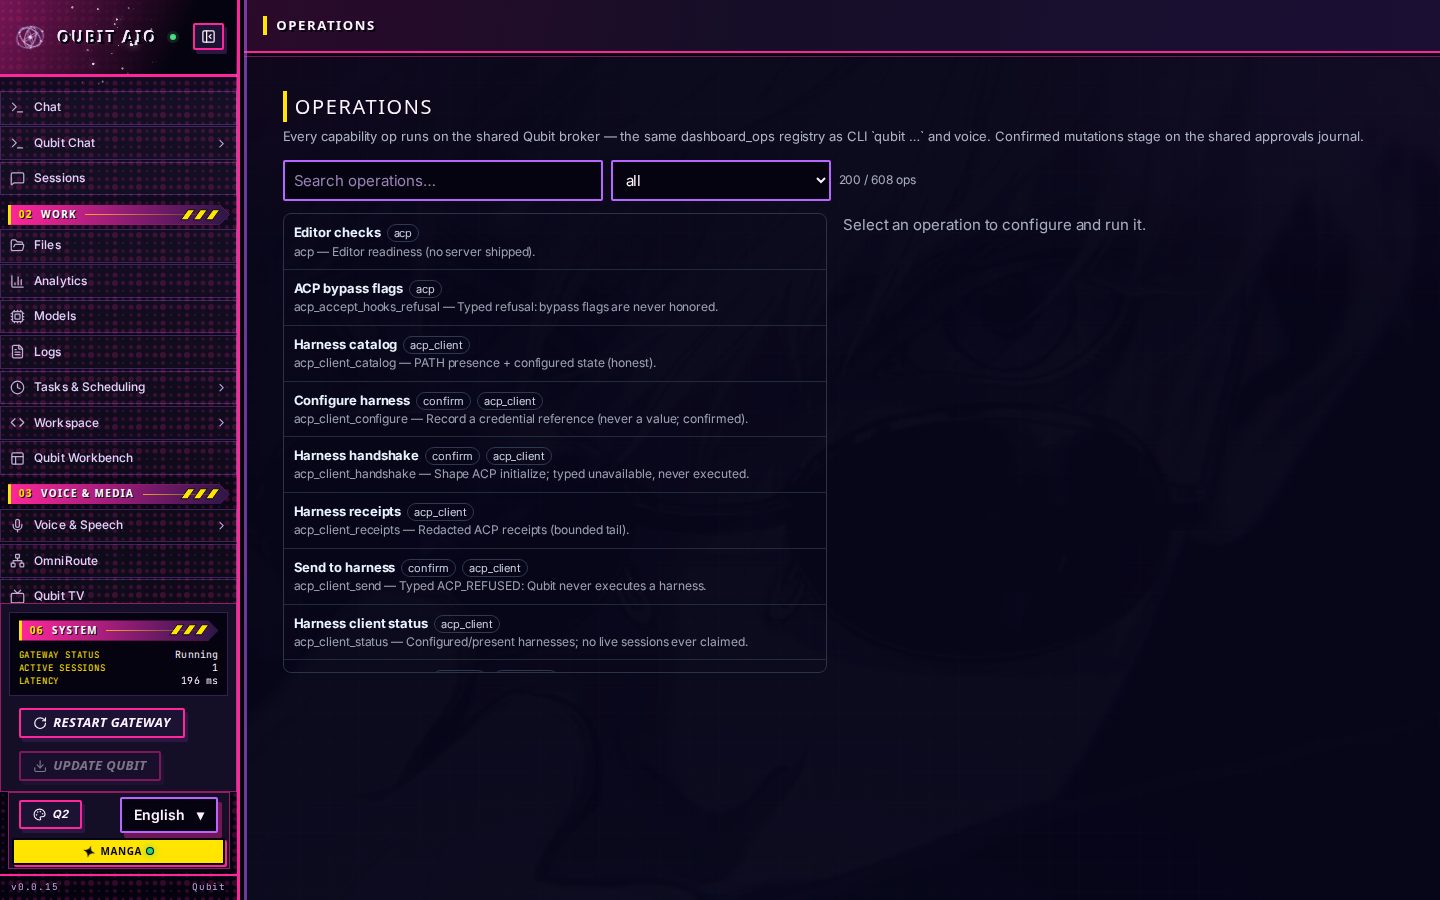 QUBIT AIO
Chat
Qubit Chat
Sessions
02 WORK
Files
Analytics
Models
Logs
Tasks & Scheduling
Workspace
Qubit Workbench
03 VOICE & MEDIA
Voice & Speech
OmniRoute
Qubit TV
06 SYSTEM
GATEWAY STATUS Running
ACTIVE SESSIONS 1
LATENCY 196 ms
RESTART GATEWAY
UPDATE QUBIT
Q2
English
MANGA
v0.0.15 Qubit
OPERATIONS
OPERATIONS
Every capability op runs on the shared Qubit broker — the same dashboard_ops registry as CLI `qubit ...` and voice. Confirmed mutations stage on the shared approvals journal.
Search operations...
all
200 / 608 ops
Editor checks acp
acp — Editor readiness (no server shipped).
ACP bypass flags acp
acp_accept_hooks_refusal — Typed refusal: bypass flags are never honored.
Harness catalog acp_client
acp_client_catalog — PATH presence + configured state (honest).
Configure harness confirm acp_client
acp_client_configure — Record a credential reference (never a value; confirmed).
Harness handshake confirm acp_client
acp_client_handshake — Shape ACP initialize; typed unavailable, never executed.
Harness receipts acp_client
acp_client_receipts — Redacted ACP receipts (bounded tail).
Send to harness confirm acp_client
acp_client_send — Typed ACP_REFUSED: Qubit never executes a harness.
Harness client status acp_client
acp_client_status — Configured/present harnesses; no live sessions ever claimed.
Select an operation to configure and run it.